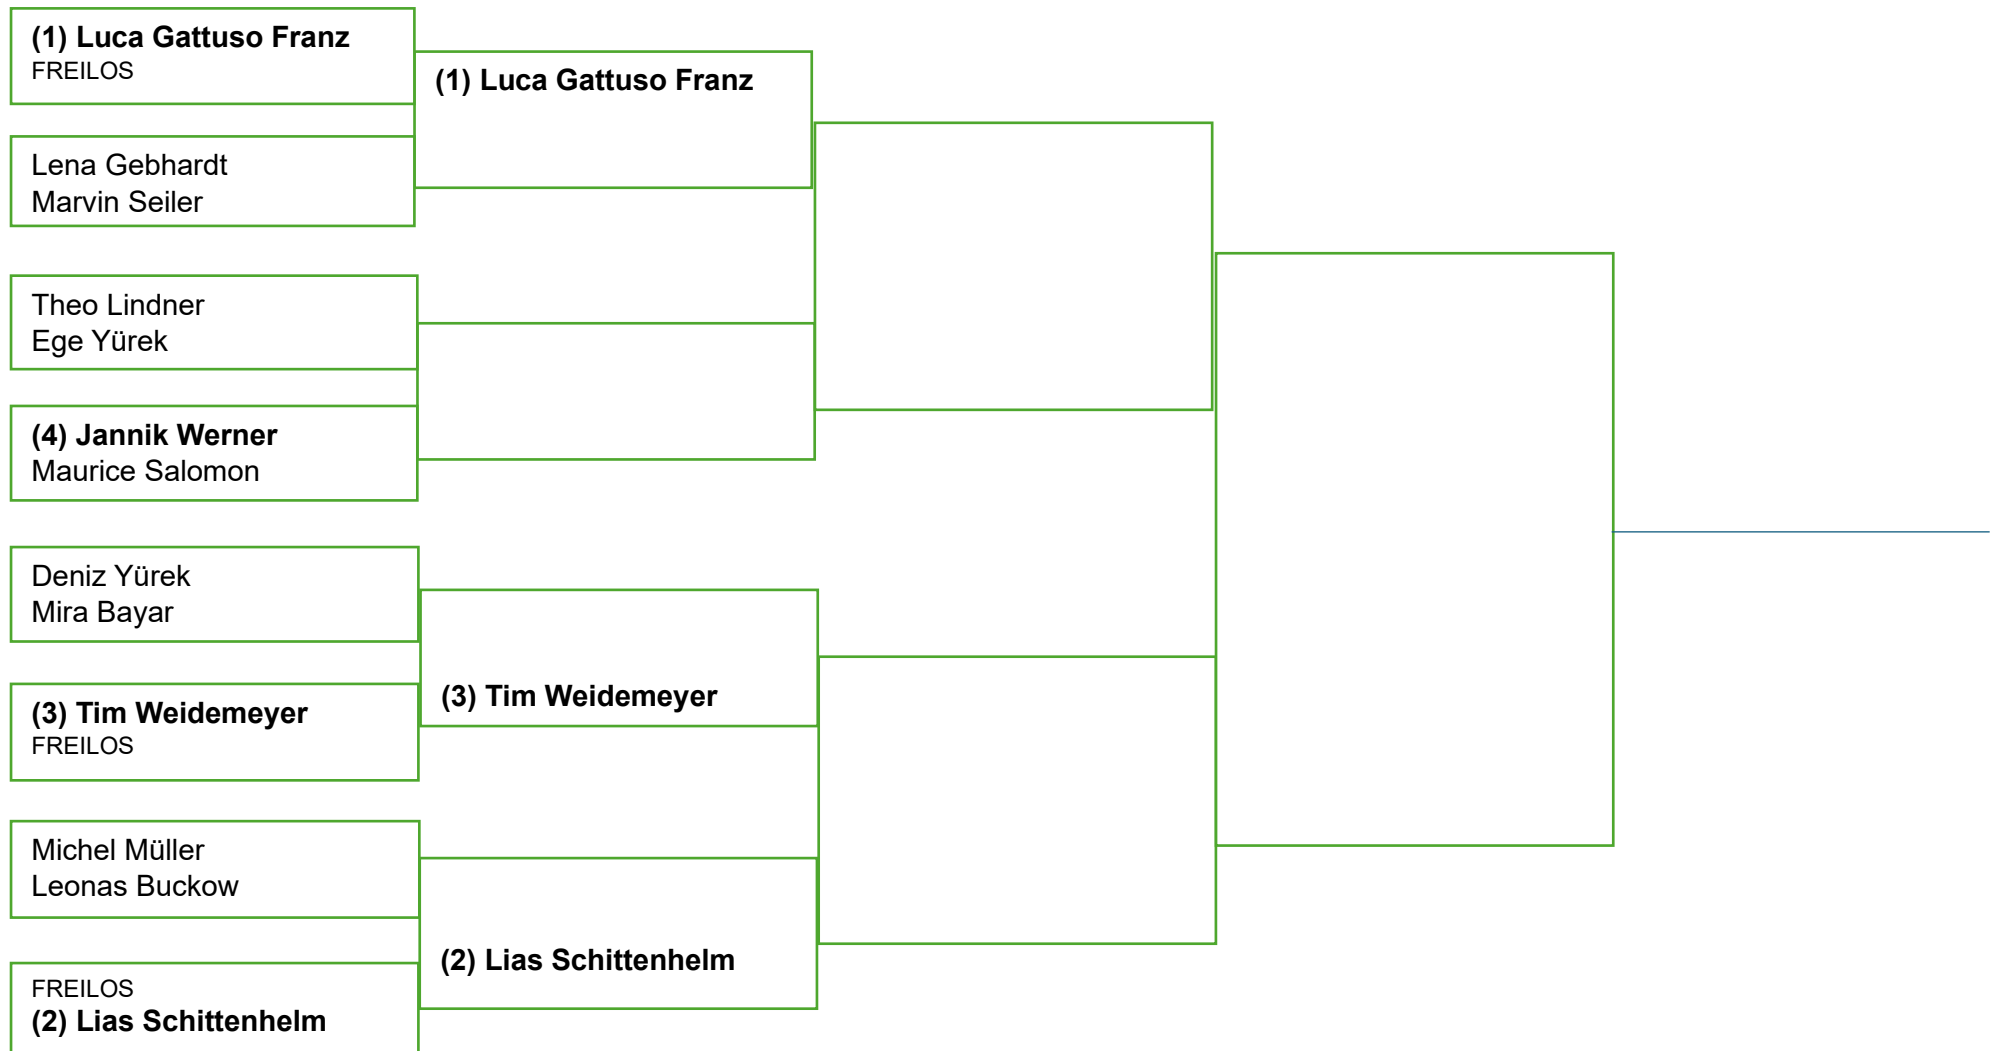 (1) Luca Gattuso Franz
FREILOS
Lena Gebhardt
Marvin Seiler
Theo Lindner
Ege Yürek
(4) Jannik Werner
Maurice Salomon
Deniz Yürek
Mira Bayar
(3) Tim Weidemeyer
FREILOS
Michel Müller
Leonas Buckow
FREILOS
(2) Lias Schittenhelm
(1) Luca Gattuso Franz
(3) Tim Weidemeyer
(2) Lias Schittenhelm